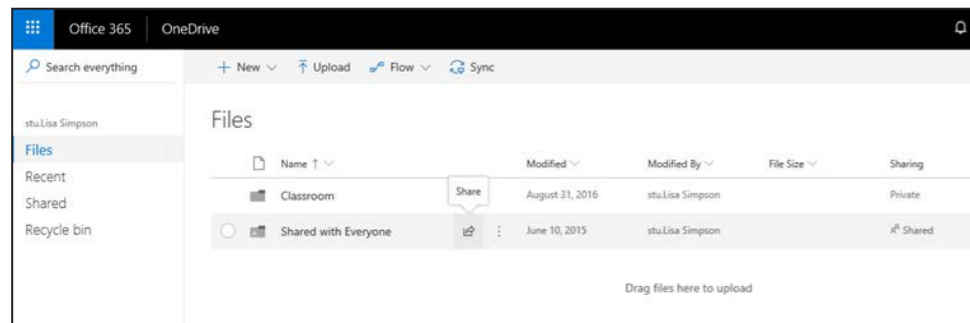 Office 365 OneDrive
Search everything + New Upload Flow Sync
stu.Lisa Simpson
Files
Files
Recent
Shared
Recycle bin
Name Modified Modified By File Size Sharing
Share
Classroom August 31, 2016 stu.Lisa Simpson Private
Shared with Everyone June 10, 2015 stu.Lisa Simpson Shared
Drag files here to upload